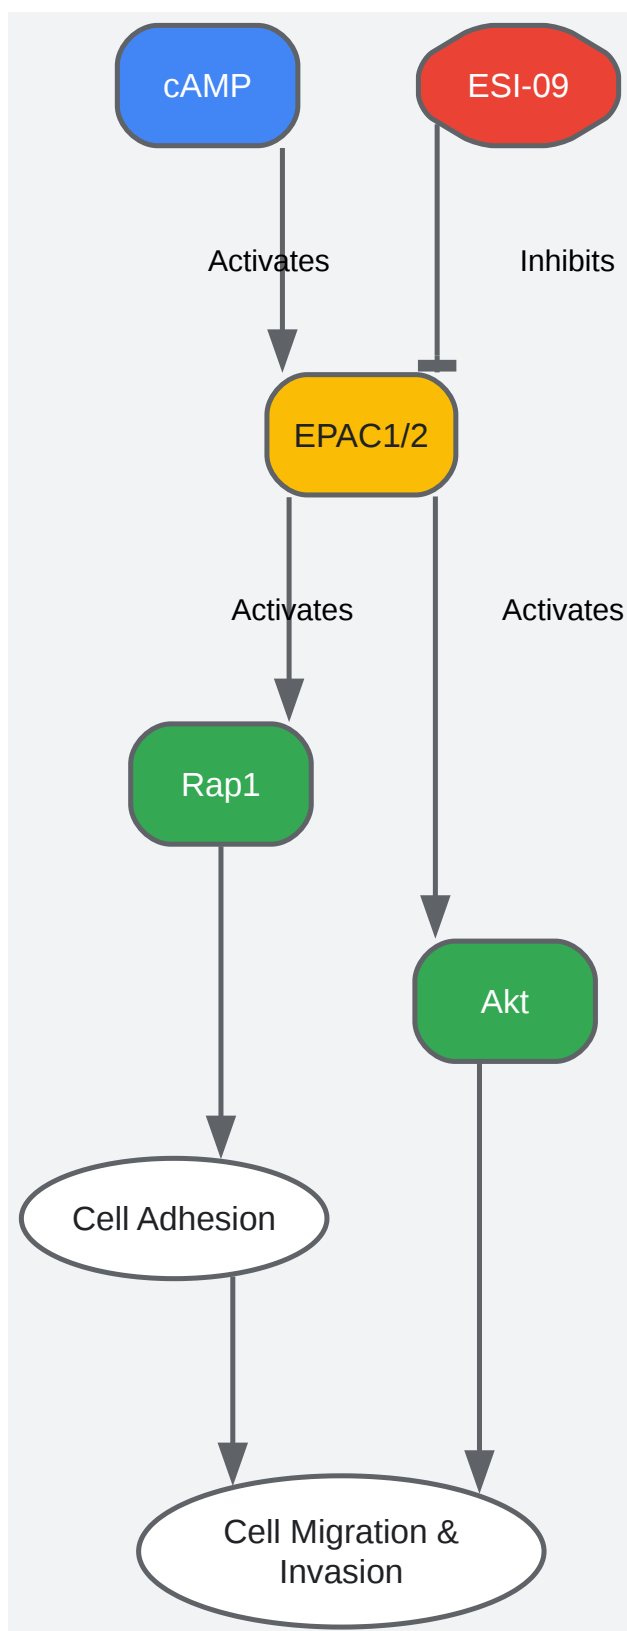 cAMP
ESI-09
Activates
Inhibits
EPAC1/2
Activates
Activates
Rap1
Akt
Cell Adhesion
Cell Migration &
Invasion